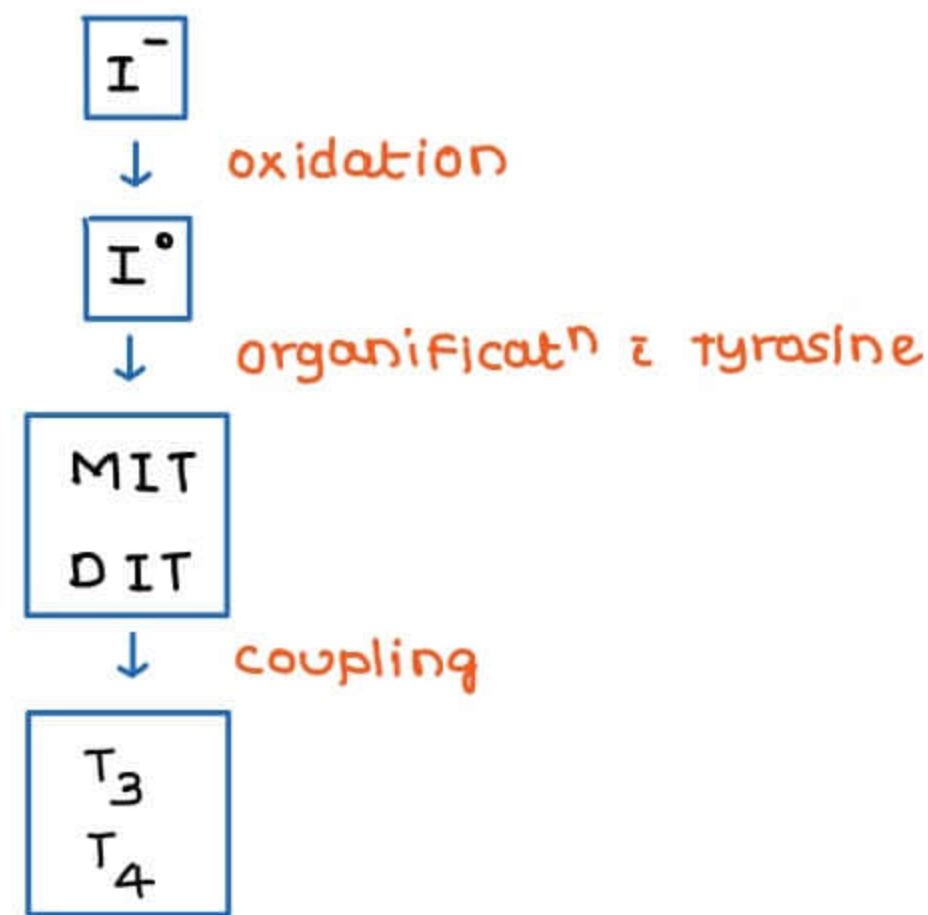 I⁻
oxidation
I°
organificatⁿ c̄ tyrosine
MIT
DIT
coupling
T₃
T₄